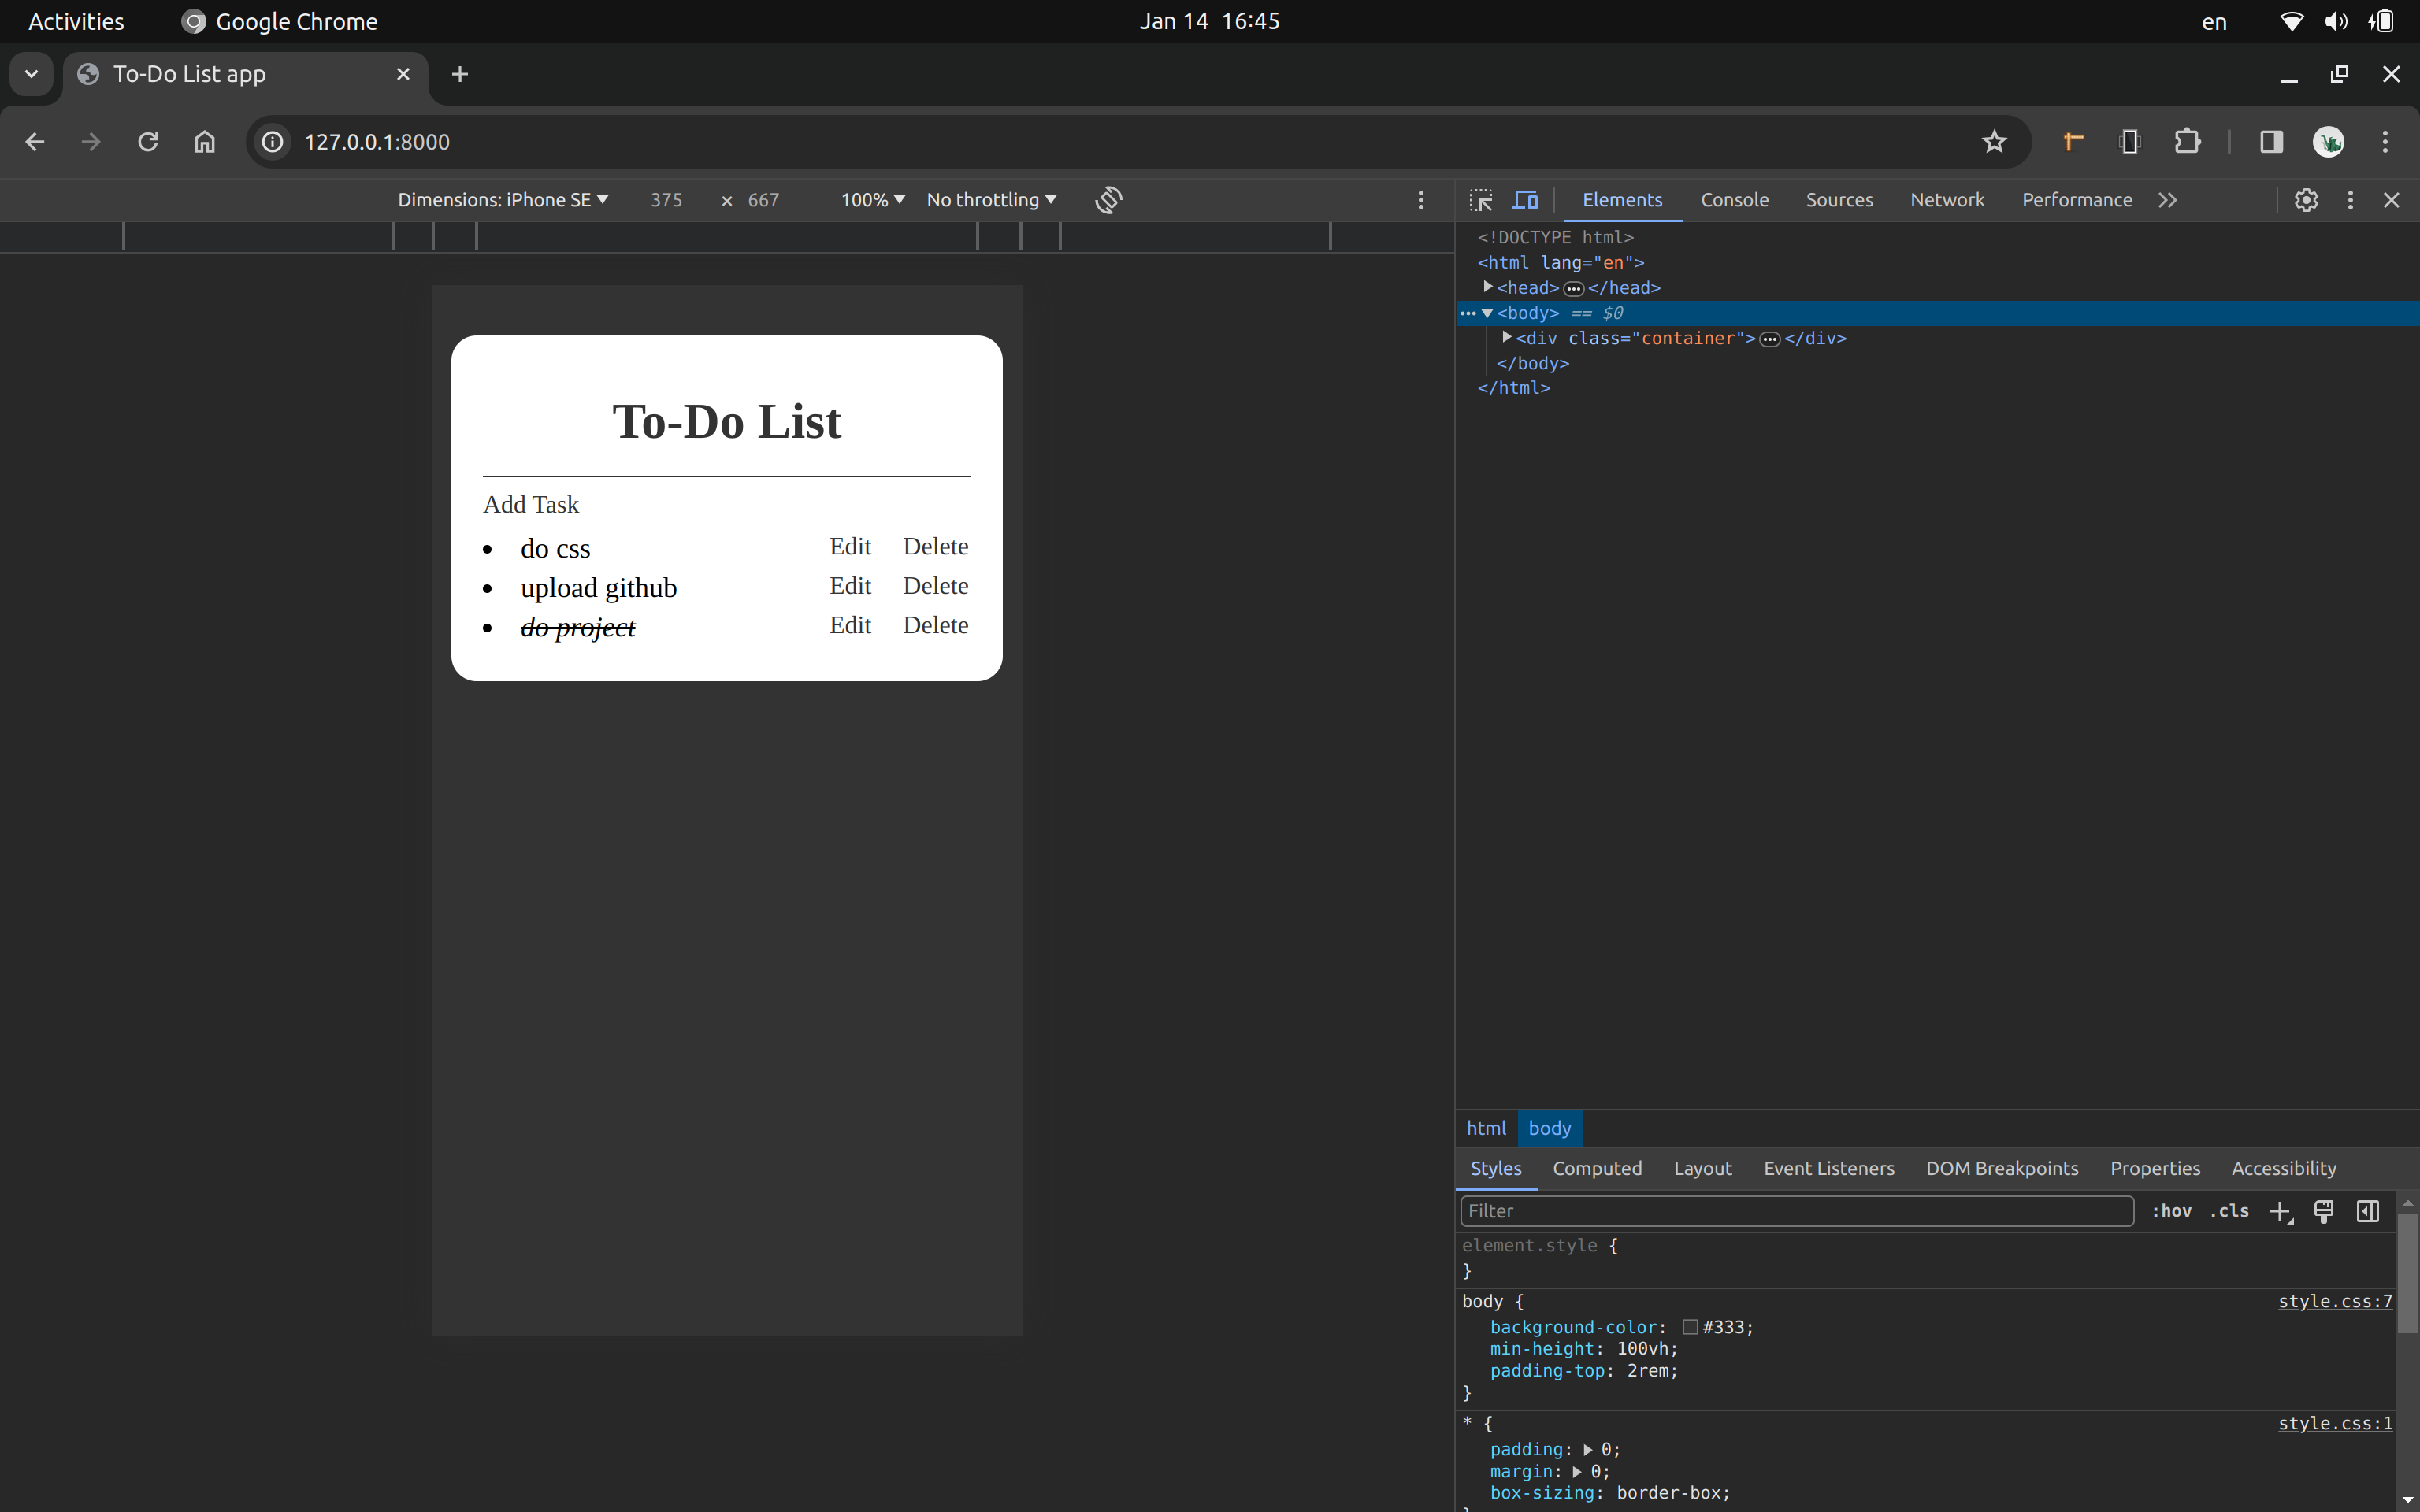 Activities Google Chrome Jan 14 16:45 en
To-Do List app
127.0.0.1:8000
Dimensions: iPhone SE 375 × 667 100% No throttling
Elements Console Sources Network Performance
<!DOCTYPE html>
<html lang="en">
<head> ••• </head>
••• <body> == $0
<div class="container"> ••• </div>
</body>
</html>
To-Do List
Add Task
• do css Edit Delete
• upload github Edit Delete
• do project Edit Delete
html body
Styles Computed Layout Event Listeners DOM Breakpoints Properties Accessibility
Filter :hov .cls
element.style {
}
body { style.css:7
background-color: #333;
min-height: 100vh;
padding-top: 2rem;
}
* { style.css:1
padding: 0;
margin: 0;
box-sizing: border-box;
}